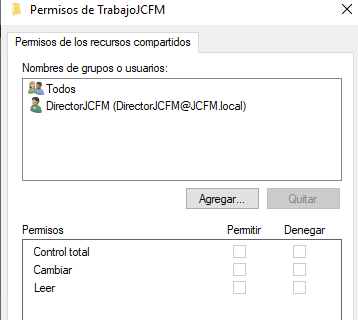 Permisos de TrabajoJCFM
Permisos de los recursos compartidos
Nombres de grupos o usuarios:
Todos
DirectorJCFM (DirectorJCFM@JCFM.local)
Agregar... Quitar
Permisos Permitir Denegar
Control total
Cambiar
Leer